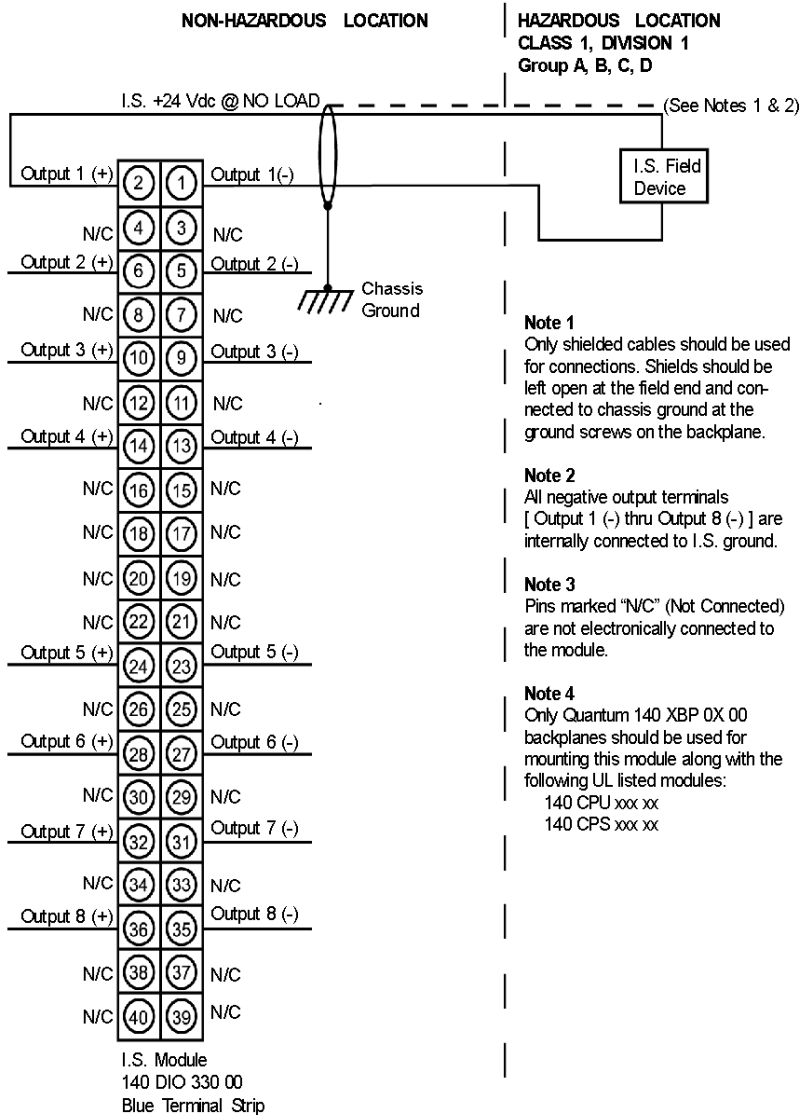 NON-HAZARDOUS LOCATION
HAZARDOUS LOCATION
CLASS 1, DIVISION 1
Group A, B, C, D
I.S. +24 Vdc @ NO LOAD
(See Notes 1 & 2)
I.S. Field
Device
Output 1 (+) 2 1 Output 1(-)
N/C 4 3 N/C
Output 2 (+) 6 5 Output 2 (-)
Chassis
Ground
N/C 8 7 N/C
Output 3 (+) 10 9 Output 3 (-)
N/C 12 11 N/C
Output 4 (+) 14 13 Output 4 (-)
N/C 16 15 N/C
N/C 18 17 N/C
N/C 20 19 N/C
N/C 22 21 N/C
Output 5 (+) 24 23 Output 5 (-)
N/C 26 25 N/C
Output 6 (+) 28 27 Output 6 (-)
N/C 30 29 N/C
Output 7 (+) 32 31 Output 7 (-)
N/C 34 33 N/C
Output 8 (+) 36 35 Output 8 (-)
N/C 38 37 N/C
N/C 40 39 N/C
I.S. Module
140 DIO 330 00
Blue Terminal Strip
Note 1
Only shielded cables should be used
for connections. Shields should be
left open at the field end and con-
nected to chassis ground at the
ground screws on the backplane.
Note 2
All negative output terminals
[ Output 1 (-) thru Output 8 (-) ] are
internally connected to I.S. ground.
Note 3
Pins marked “N/C” (Not Connected)
are not electronically connected to
the module.
Note 4
Only Quantum 140 XBP 0X 00
backplanes should be used for
mounting this module along with the
following UL listed modules:
140 CPU xxx xx
140 CPS xxx xx